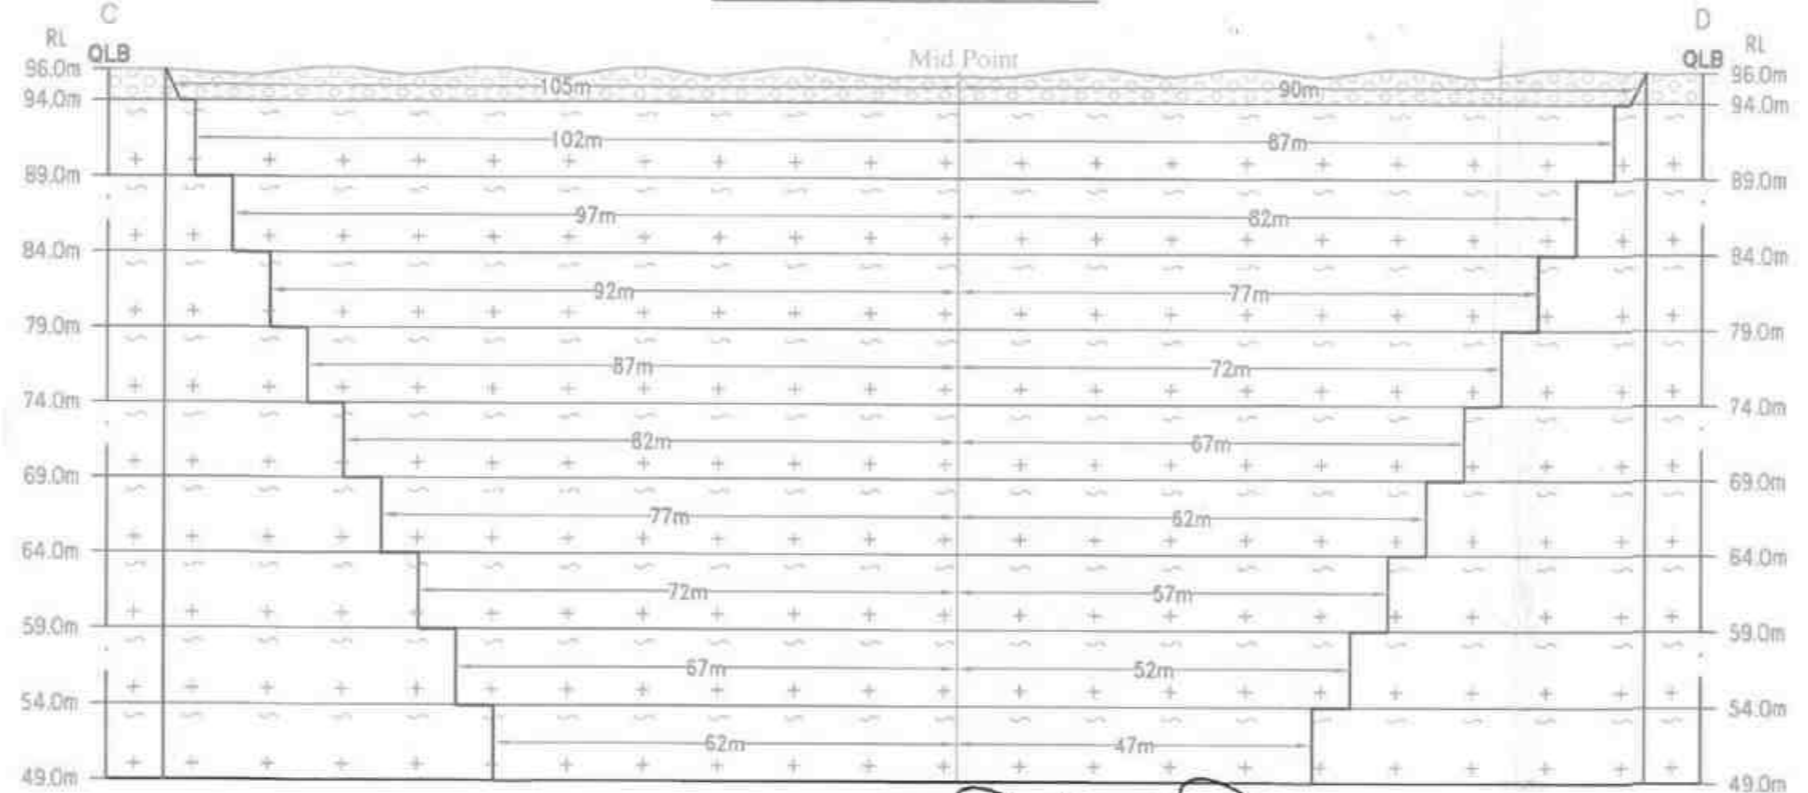 C D
RL RL
QLB Mid Point QLB
96.0m 105m 90m 96.0m
94.0m 94.0m
102m 87m
89.0m 89.0m
97m 82m
84.0m 84.0m
92m 77m
79.0m 79.0m
87m 72m
74.0m 74.0m
82m 67m
69.0m 69.0m
77m 62m
64.0m 64.0m
72m 57m
59.0m 59.0m
67m 52m
54.0m 54.0m
62m 47m
49.0m 49.0m